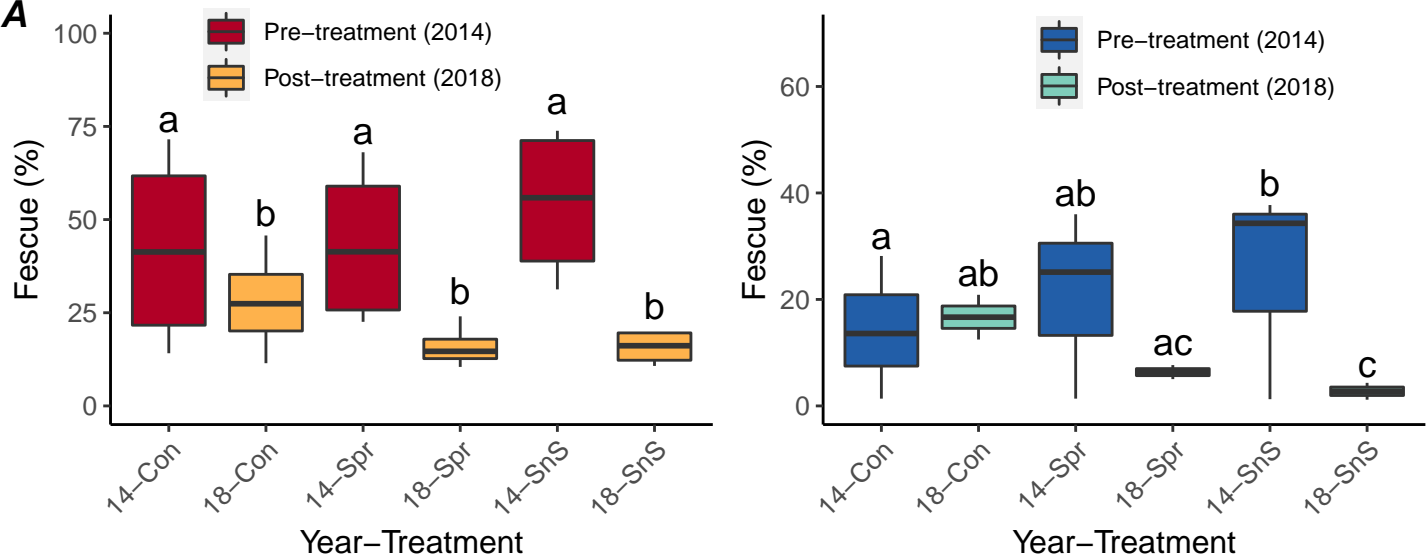 A
Pre−treatment (2014)
Post−treatment (2018)
Fescue (%)
100
75
50
25
0
a
b
a
b
a
b
14−Con
18−Con
14−Spr
18−Spr
14−SnS
18−SnS
Year−Treatment
Pre−treatment (2014)
Post−treatment (2018)
Fescue (%)
60
40
20
0
a
ab
ab
ac
b
c
14−Con
18−Con
14−Spr
18−Spr
14−SnS
18−SnS
Year−Treatment